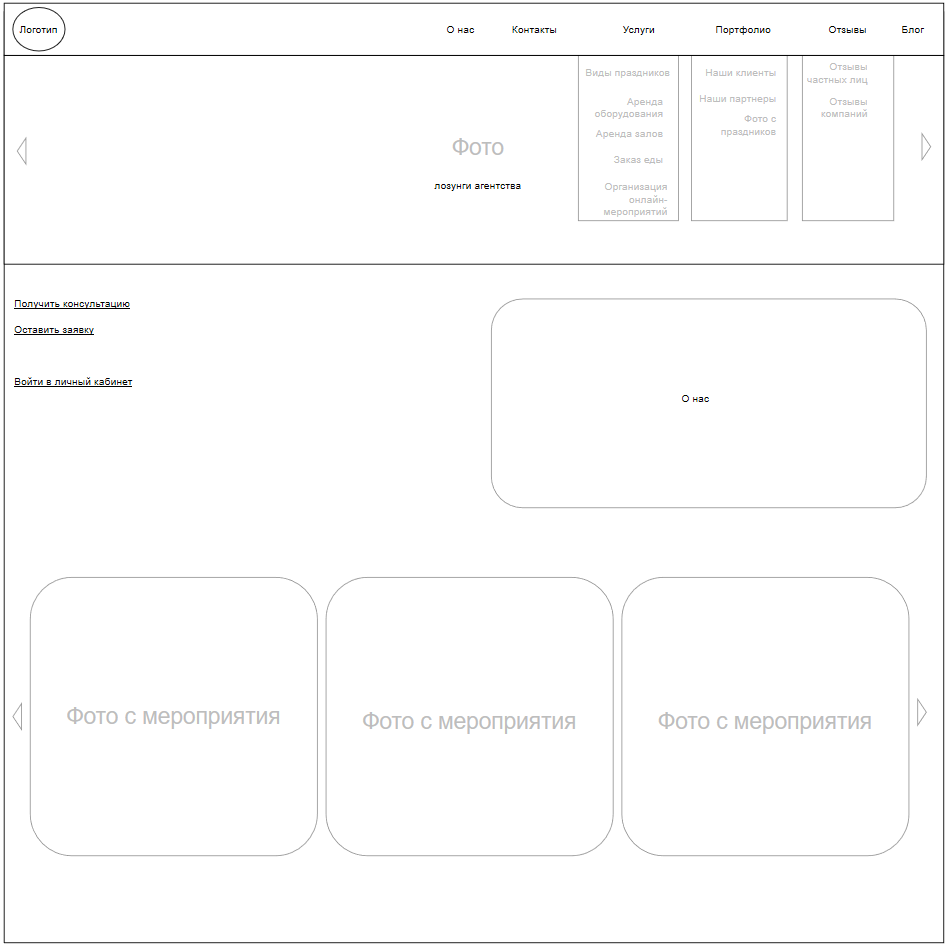 Логотип
О нас
Контакты
Услуги
Портфолио
Отзывы
Блог
Виды праздников
Аренда
оборудования
Аренда залов
Заказ еды
Организация
онлайн-
мероприятий
Наши клиенты
Наши партнеры
Фото с
праздников
Отзывы
частных лиц
Отзывы
компаний
Фото
лозунги агентства
Получить консультацию
Оставить заявку
Войти в личный кабинет
О нас
Фото с мероприятия
Фото с мероприятия
Фото с мероприятия